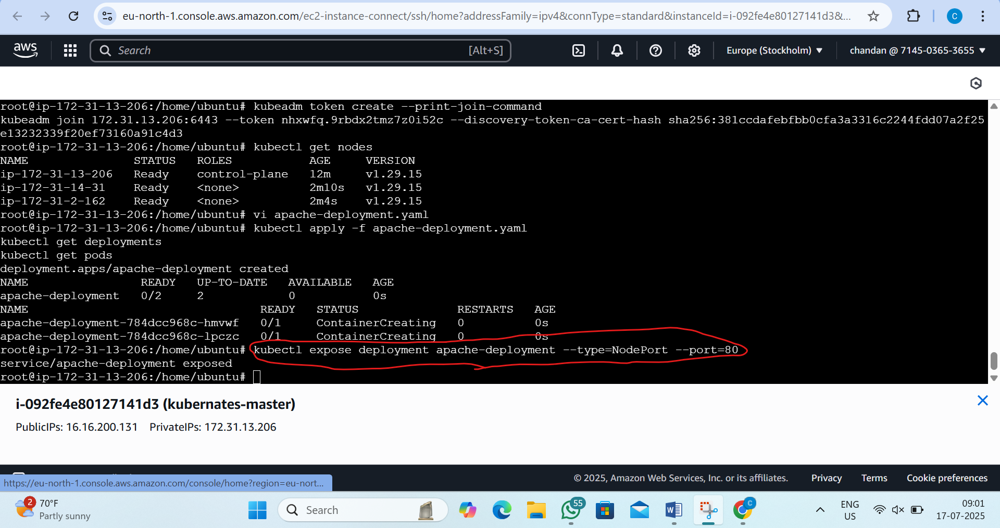 eu-north-1.console.aws.amazon.com/ec2-instance-connect/ssh/home?addressFamily=ipv4&connType=standard&instanceId=i-092fe4e80127141d3&... C
aws Search [Alt+S] Europe (Stockholm) ▼ chandan @ 7145-0365-3655 ▼
root@ip-172-31-13-206:/home/ubuntu# kubeadm token create --print-join-command
kubeadm join 172.31.13.206:6443 --token nhxwfq.9rbdx2tmz7z0i52c --discovery-token-ca-cert-hash sha256:381ccdafebfbb0cfa3a3316c2244fdd07a2f25
e13232339f20ef73160a91c4d3
root@ip-172-31-13-206:/home/ubuntu# kubectl get nodes
NAME STATUS ROLES AGE VERSION
ip-172-31-13-206 Ready control-plane 12m v1.29.15
ip-172-31-14-31 Ready <none> 2m10s v1.29.15
ip-172-31-2-162 Ready <none> 2m4s v1.29.15
root@ip-172-31-13-206:/home/ubuntu# vi apache-deployment.yaml
root@ip-172-31-13-206:/home/ubuntu# kubectl apply -f apache-deployment.yaml
kubectl get deployments
kubectl get pods
deployment.apps/apache-deployment created
NAME READY UP-TO-DATE AVAILABLE AGE
apache-deployment 0/2 2 0 0s
NAME READY STATUS RESTARTS AGE
apache-deployment-784dcc968c-hmvwf 0/1 ContainerCreating 0 0s
apache-deployment-784dcc968c-lpczc 0/1 ContainerCreating 0 0s
root@ip-172-31-13-206:/home/ubuntu# kubectl expose deployment apache-deployment --type=NodePort --port=80
service/apache-deployment exposed
root@ip-172-31-13-206:/home/ubuntu#
i-092fe4e80127141d3 (kubernates-master)
PublicIPs: 16.16.200.131 PrivateIPs: 172.31.13.206
© 2025, Amazon Web Services, Inc. or its affiliates. Privacy Terms Cookie preferences
https://eu-north-1.console.aws.amazon.com/console/home?region=eu-nort...
2 70°F
Partly sunny
Search
55
W
C
ENG
US
09:01
17-07-2025